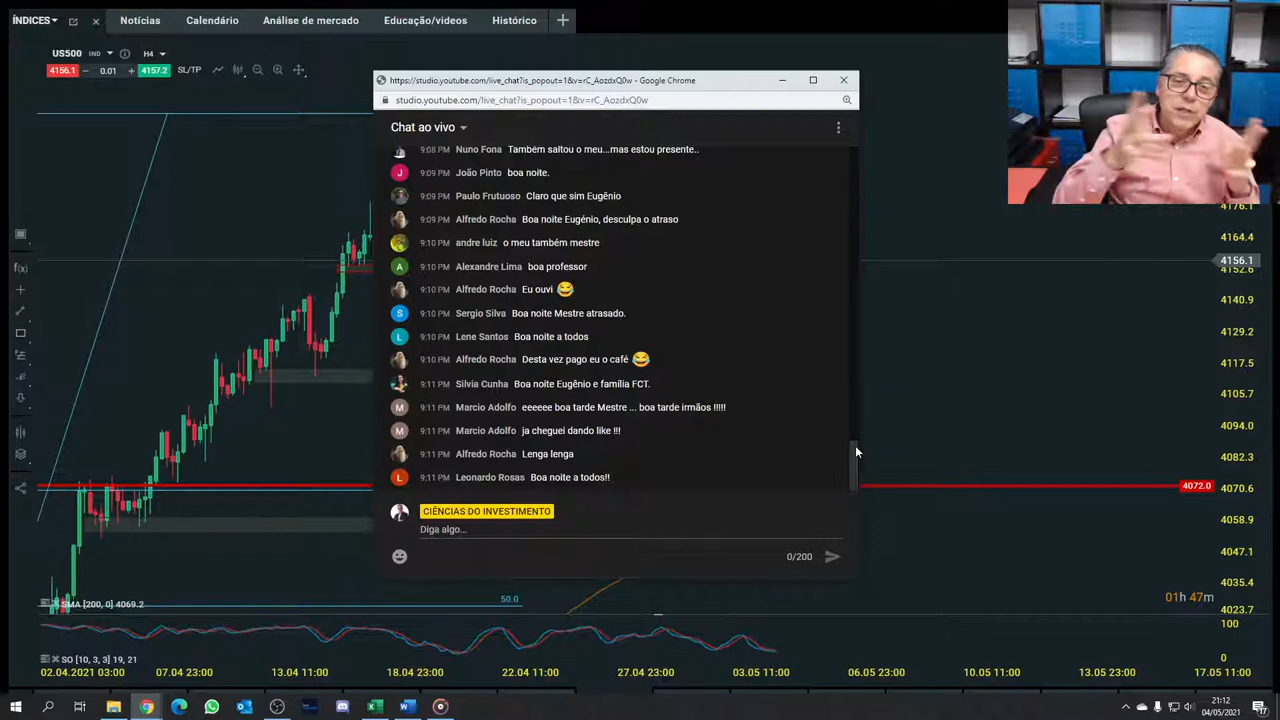 ÍNDICES
Notícias
Calendário
Análise de mercado
Educação/videos
Histórico
US500 IND H4
4156.1 0.01 4157.2 SL/TP
https://studio.youtube.com/live_chat?is_popout=1&v=rC_AozdxQ0w - Google Chrome
studio.youtube.com/live_chat?is_popout=1&v=rC_AozdxQ0w
Chat ao vivo
9:08 PM Nuno Fona Também saltou o meu...mas estou presente..
9:09 PM João Pinto boa noite.
9:09 PM Paulo Frutuoso Claro que sim Eugênio
9:09 PM Alfredo Rocha Boa noite Eugénio, desculpa o atraso
9:10 PM andre luiz o meu também mestre
A 9:10 PM Alexandre Lima boa professor
9:10 PM Alfredo Rocha Eu ouvi 😂
S 9:10 PM Sergio Silva Boa noite Mestre atrasado.
L 9:10 PM Lene Santos Boa noite a todos
9:10 PM Alfredo Rocha Desta vez pago eu o café 😂
9:11 PM Silvia Cunha Boa noite Eugênio e família FCT.
M 9:11 PM Marcio Adolfo eeeeee boa tarde Mestre ... boa tarde irmãos !!!!!
M 9:11 PM Marcio Adolfo ja cheguei dando like !!!
9:11 PM Alfredo Rocha Lenga lenga
L 9:11 PM Leonardo Rosas Boa noite a todos!!
CIÊNCIAS DO INVESTIMENTO
Diga algo...
0/200
4176.1
4164.4
4156.1
4152.6
4140.9
4129.2
4117.5
4105.7
4094.0
4082.3
4072.0
4070.6
4058.9
4047.1
4035.4
4023.7
01h 47m
50.0
SMA [200, 0] 4069.2
100
0
SO [10, 3, 3] 19, 21
02.04.2021 03:00
07.04 23:00
13.04 11:00
18.04 23:00
22.04 11:00
27.04 23:00
03.05 11:00
06.05 23:00
10.05 11:00
13.05 23:00
17.05 11:00
21:12
04/05/2021
17